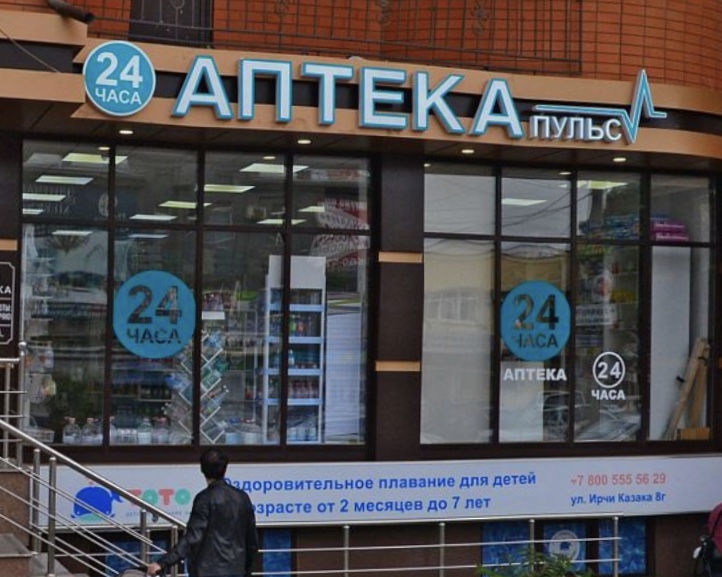 24
ЧАСА
АПТЕКА
ПУЛЬС
24
ЧАСА
24
ЧАСА
АПТЕКА
24
ЧАСА
Оздоровительное плавание для детей
возрасте от 2 месяцев до 7 лет
+7 800 555 56 29
ул. Ирчи Казака 8г